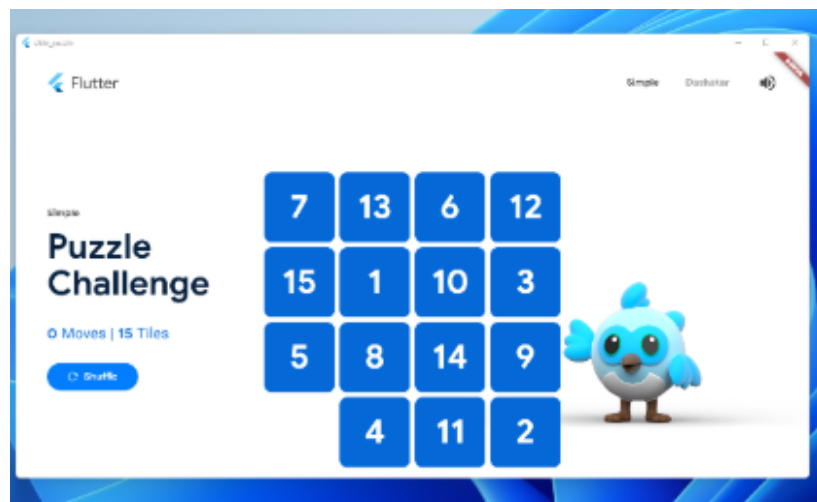 Flutter
Simple
Dashatar
Simple
Puzzle
Challenge
0 Moves | 15 Tiles
Shuffle
7 13 6 12
15 1 10 3
5 8 14 9
4 11 2